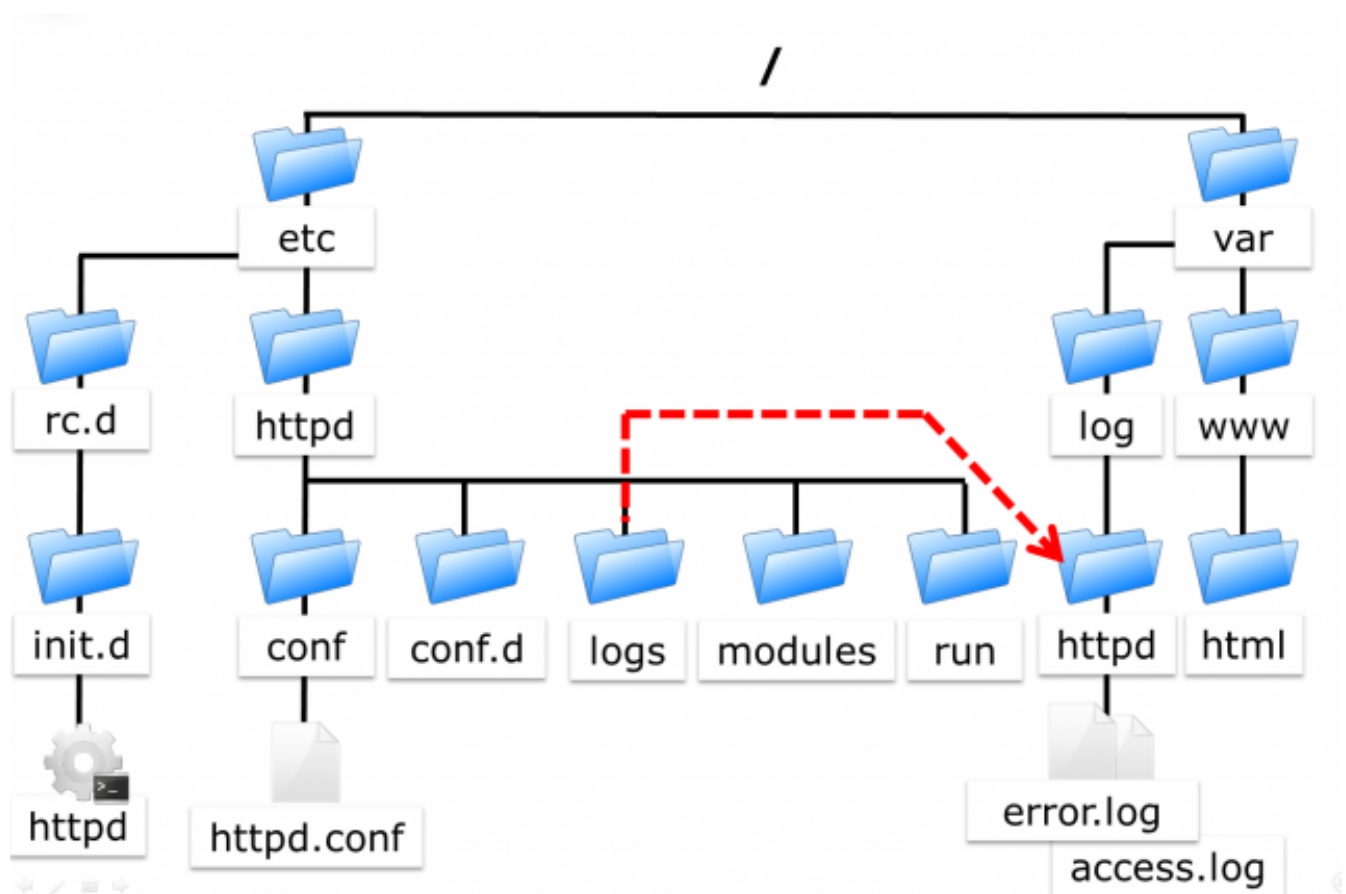 /
etc
var
rc.d
httpd
log
www
init.d
conf
conf.d
logs
modules
run
httpd
html
>_
httpd
httpd.conf
error.log
access.log